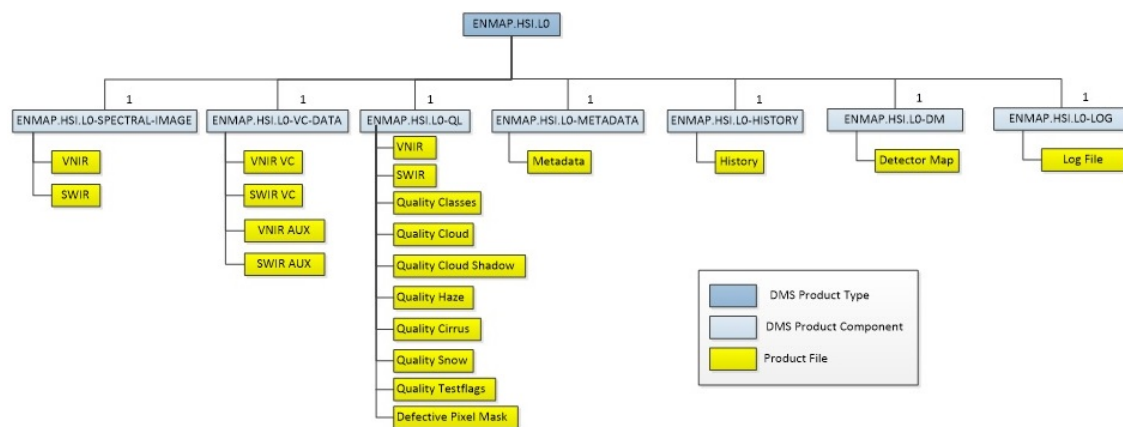 ENMAP.HSI.L0
1 1 1 1 1 1 1
ENMAP.HSI.L0-SPECTRAL-IMAGE
VNIR
SWIR
ENMAP.HSI.L0-VC-DATA
VNIR VC
SWIR VC
VNIR AUX
SWIR AUX
ENMAP.HSI.L0-QL
VNIR
SWIR
Quality Classes
Quality Cloud
Quality Cloud Shadow
Quality Haze
Quality Cirrus
Quality Snow
Quality Testflags
Defective Pixel Mask
ENMAP.HSI.L0-METADATA
Metadata
ENMAP.HSI.L0-HISTORY
History
ENMAP.HSI.L0-DM
Detector Map
ENMAP.HSI.L0-LOG
Log File
DMS Product Type
DMS Product Component
Product File